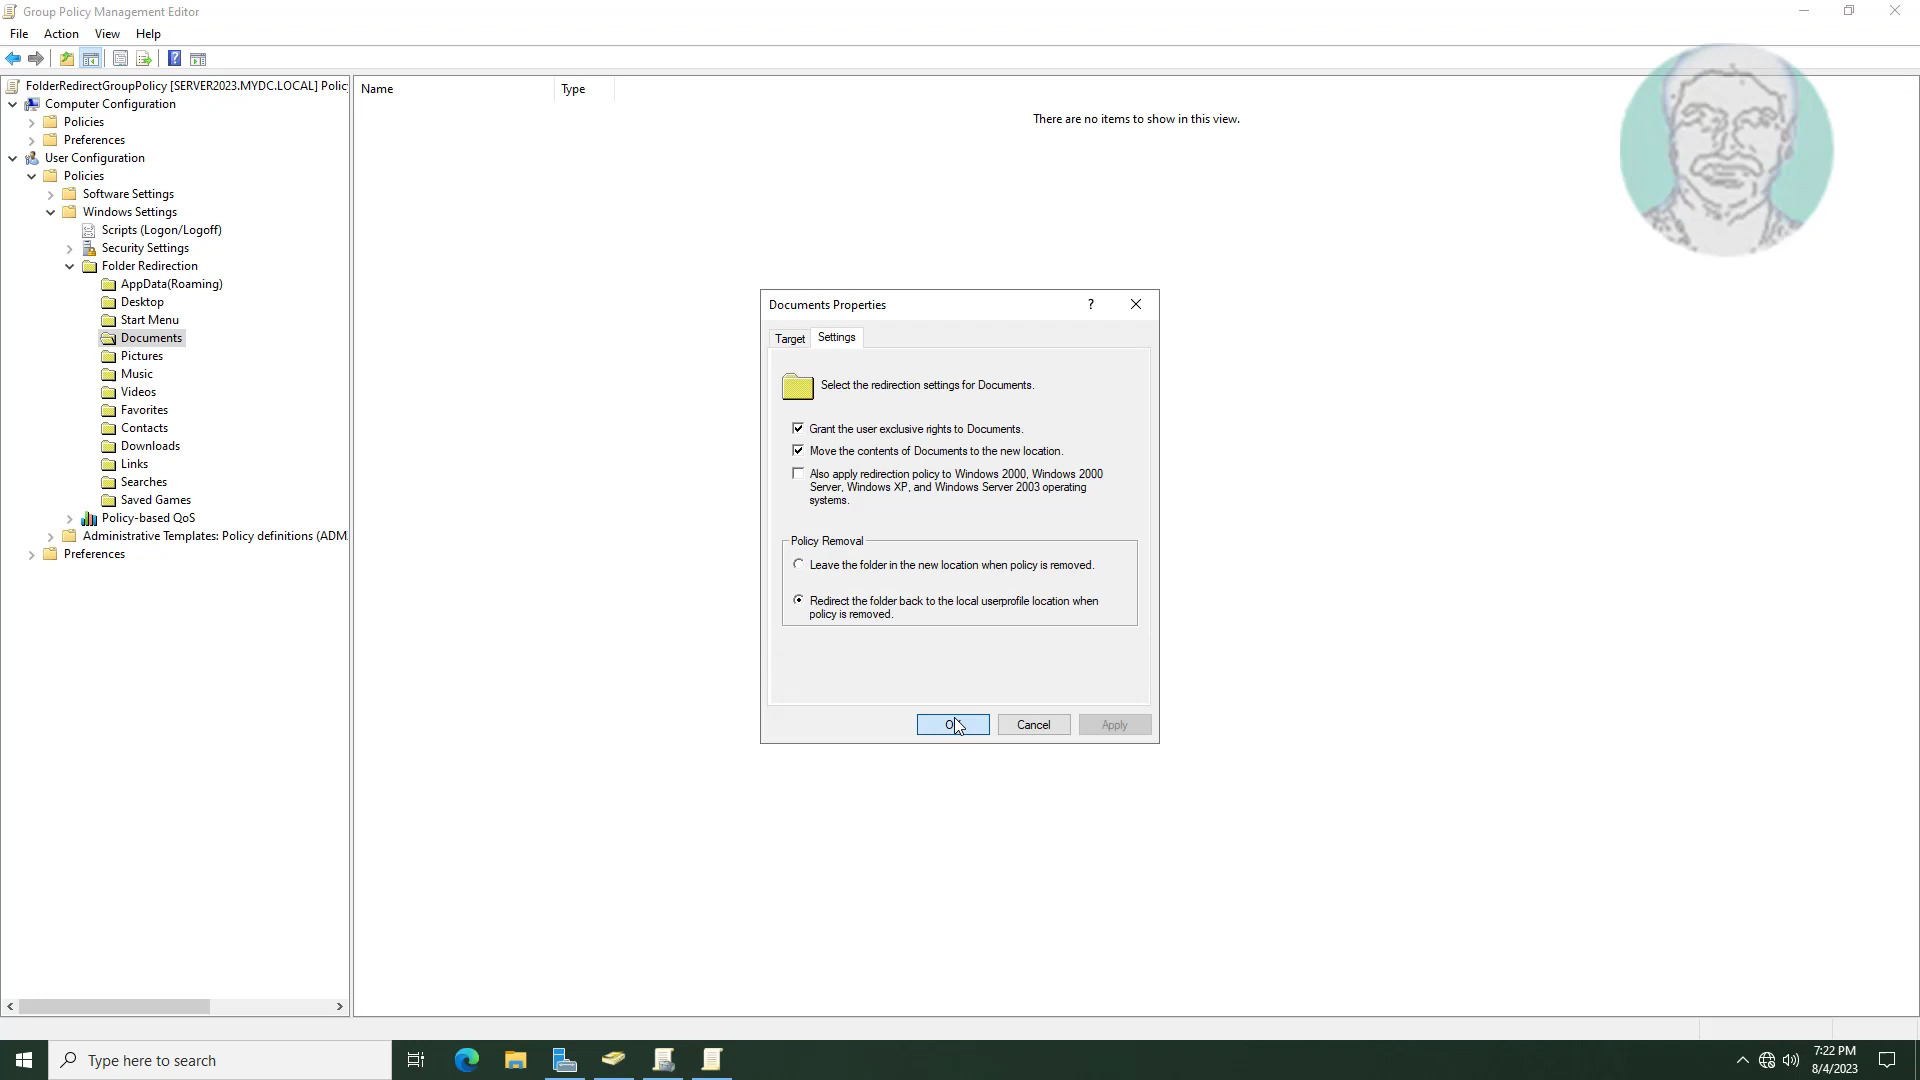 Group Policy Management Editor
File Action View Help
FolderRedirectGroupPolicy [SERVER2023.MYDC.LOCAL] Polic
Computer Configuration
Policies
Preferences
User Configuration
Policies
Software Settings
Windows Settings
Scripts (Logon/Logoff)
Security Settings
Folder Redirection
AppData(Roaming)
Desktop
Start Menu
Documents
Pictures
Music
Videos
Favorites
Contacts
Downloads
Links
Searches
Saved Games
Policy-based QoS
Administrative Templates: Policy definitions (ADM
Preferences
Name Type
There are no items to show in this view.
Documents Properties
Target Settings
Select the redirection settings for Documents.
Grant the user exclusive rights to Documents.
Move the contents of Documents to the new location.
Also apply redirection policy to Windows 2000, Windows 2000
Server, Windows XP, and Windows Server 2003 operating
systems.
Policy Removal
Leave the folder in the new location when policy is removed.
Redirect the folder back to the local userprofile location when
policy is removed.
Cancel Apply
Type here to search
7:22 PM
8/4/2023